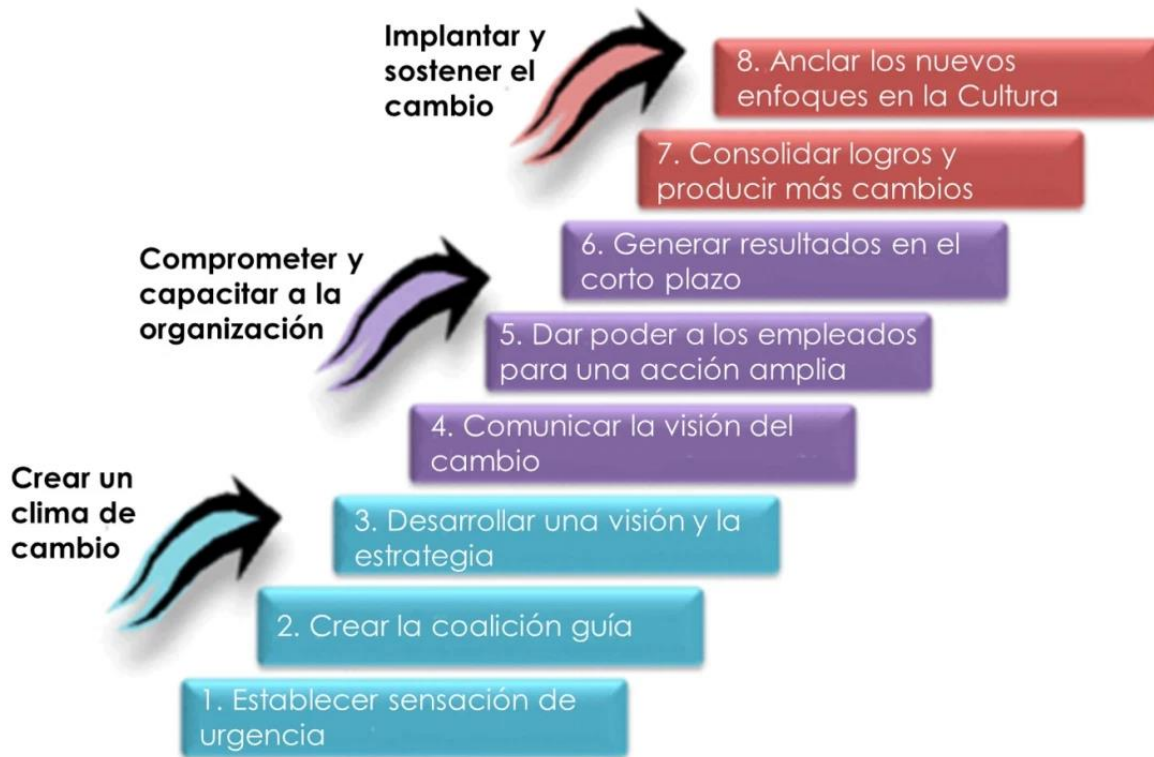 Implantar y
sostener el
cambio
8. Anclar los nuevos
enfoques en la Cultura
7. Consolidar logros y
producir más cambios
Comprometer y
capacitar a la
organización
6. Generar resultados en el
corto plazo
5. Dar poder a los empleados
para una acción amplia
4. Comunicar la visión del
cambio
Crear un
clima de
cambio
3. Desarrollar una visión y la
estrategia
2. Crear la coalición guía
1. Establecer sensación de
urgencia